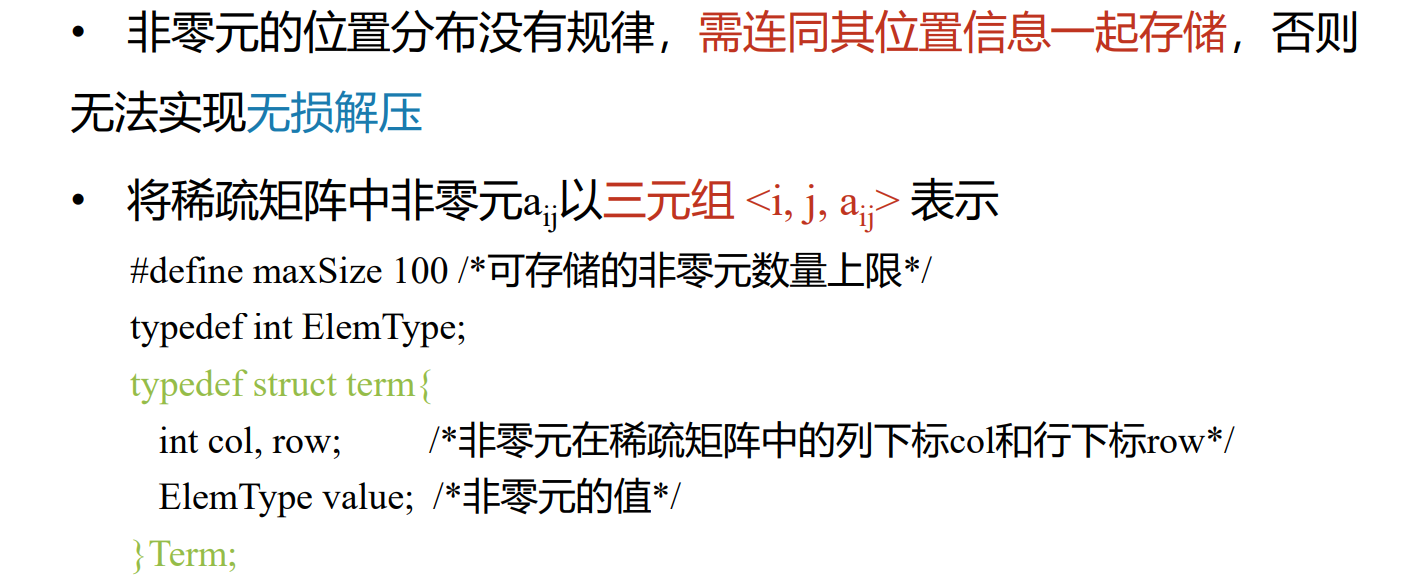 • 非零元的位置分布没有规律，需连同其位置信息一起存储，否则
无法实现无损解压
• 将稀疏矩阵中非零元aij以三元组 <i, j, aij> 表示
#define maxSize 100 /*可存储的非零元数量上限*/
typedef int ElemType;
typedef struct term{
int col, row; /*非零元在稀疏矩阵中的列下标col和行下标row*/
ElemType value; /*非零元的值*/
}Term;